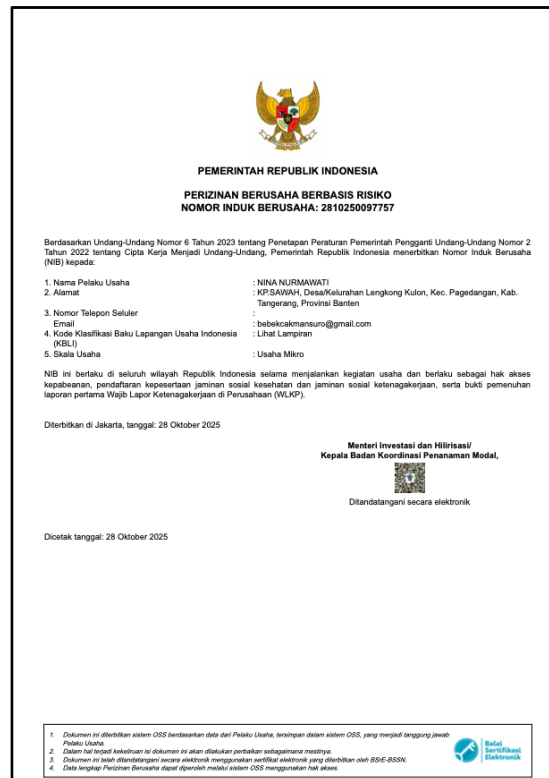 PEMERINTAH REPUBLIK INDONESIA
PERIZINAN BERUSAHA BERBASIS RISIKO
NOMOR INDUK BERUSAHA: 2810250097757
Berdasarkan Undang-Undang Nomor 6 Tahun 2023 tentang Penetapan Peraturan Pemerintah Pengganti Undang-Undang Nomor 2
Tahun 2022 tentang Cipta Kerja Menjadi Undang-Undang, Pemerintah Republik Indonesia menerbitkan Nomor Induk Berusaha
(NIB) kepada:
1. Nama Pelaku Usaha : NINA NURMAWATI
2. Alamat : KP.SAWAH, Desa/Kelurahan Lengkong Kulon, Kec. Pagedangan, Kab.
Tangerang, Provinsi Banten
3. Nomor Telepon Seluler :
Email : bebekcakmansuro@gmail.com
4. Kode Klasifikasi Baku Lapangan Usaha Indonesia : Lihat Lampiran
(KBLI)
5. Skala Usaha : Usaha Mikro
NIB ini berlaku di seluruh wilayah Republik Indonesia selama menjalankan kegiatan usaha dan berlaku sebagai hak akses
kepabeanan, pendaftaran kepesertaan jaminan sosial kesehatan dan jaminan sosial ketenagakerjaan, serta bukti pemenuhan
laporan pertama Wajib Lapor Ketenagakerjaan di Perusahaan (WLKP).
Diterbitkan di Jakarta, tanggal: 28 Oktober 2025
Menteri Investasi dan Hilirisasi/
Kepala Badan Koordinasi Penanaman Modal,
Ditandatangani secara elektronik
Dicetak tanggal: 28 Oktober 2025
1. Dokumen ini diterbitkan sistem OSS berdasarkan data dari Pelaku Usaha, tersimpan dalam sistem OSS, yang menjadi tanggung jawab
Pelaku Usaha.
2. Dalam hal terjadi kekeliruan isi dokumen ini akan dilakukan perbaikan sebagaimana mestinya.
3. Dokumen ini telah ditandatangani secara elektronik menggunakan sertifikat elektronik yang diterbitkan oleh BSrE-BSSN.
4. Data lengkap Perizinan Berusaha dapat diperoleh melalui sistem OSS menggunakan hak akses.
Balai
Sertifikasi
Elektronik